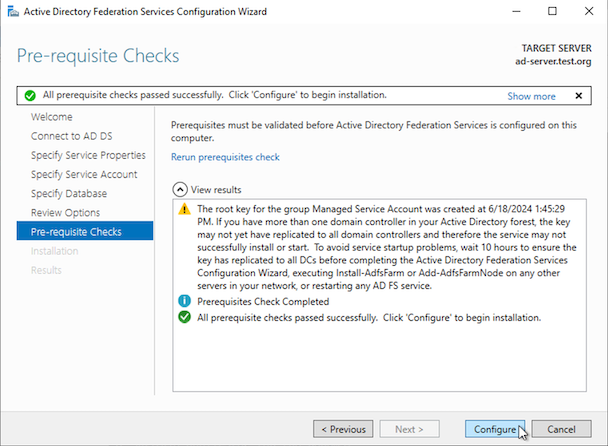 Active Directory Federation Services Configuration Wizard
Pre-requisite Checks
TARGET SERVER
ad-server.test.org
All prerequisite checks passed successfully. Click 'Configure' to begin installation.
Show more
Welcome
Connect to AD DS
Specify Service Properties
Specify Service Account
Specify Database
Review Options
Pre-requisite Checks
Installation
Results
Prerequisites must be validated before Active Directory Federation Services is configured on this
computer.
Rerun prerequisites check
View results
The root key for the group Managed Service Account was created at 6/18/2024 1:45:29
PM. If you have more than one domain controller in your Active Directory forest, the key
may not yet have replicated to all domain controllers and therefore the service may not
successfully install or start. To avoid service startup problems, wait 10 hours to ensure the
key has replicated to all DCs before completing the Active Directory Federation Services
Configuration Wizard, executing Install-AdfsFarm or Add-AdfsFarmNode on any other
servers in your network, or restarting any AD FS service.
Prerequisites Check Completed
All prerequisite checks passed successfully. Click 'Configure' to begin installation.
< Previous
Next >
Configure
Cancel